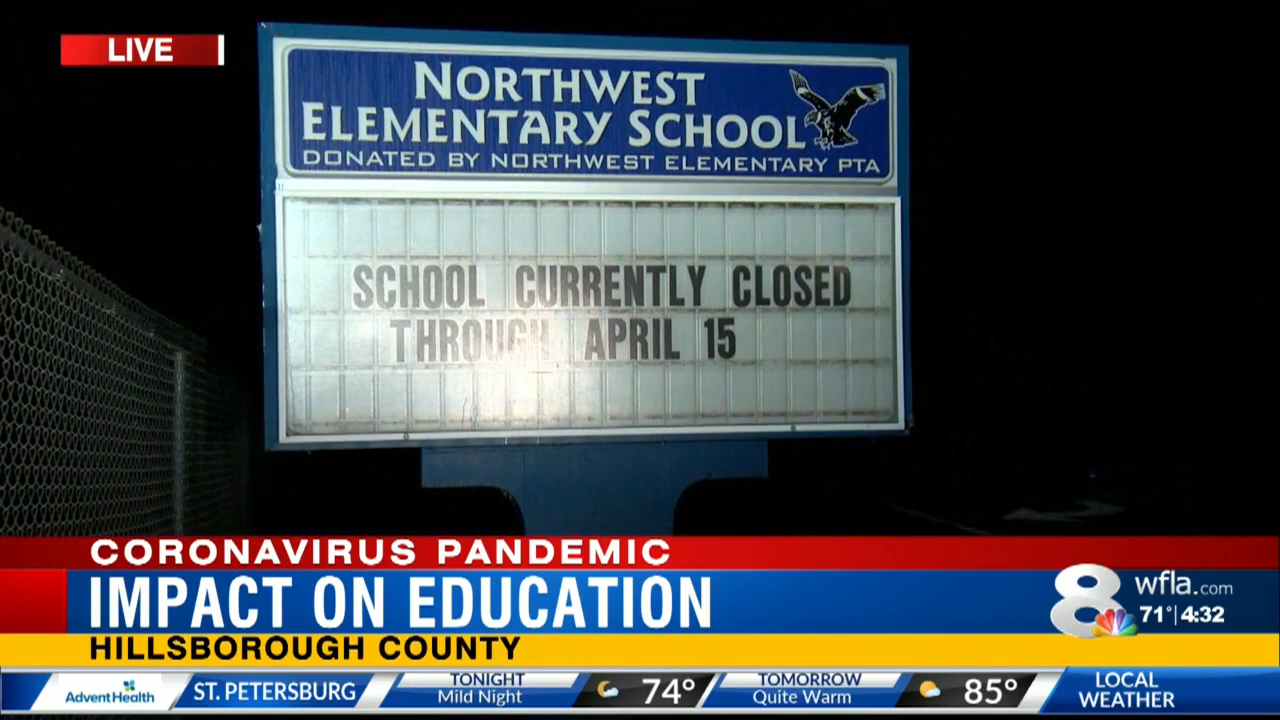 LIVE
NORTHWEST
ELEMENTARY SCHOOL
DONATED BY NORTHWEST ELEMENTARY PTA
SCHOOL CURRENTLY CLOSED
THROUGH APRIL 15
CORONAVIRUS PANDEMIC
IMPACT ON EDUCATION
HILLSBOROUGH COUNTY
8 wfla.com
71° | 4:32
AdventHealth
ST. PETERSBURG
TONIGHT
Mild Night
74°
TOMORROW
Quite Warm
85°
LOCAL
WEATHER